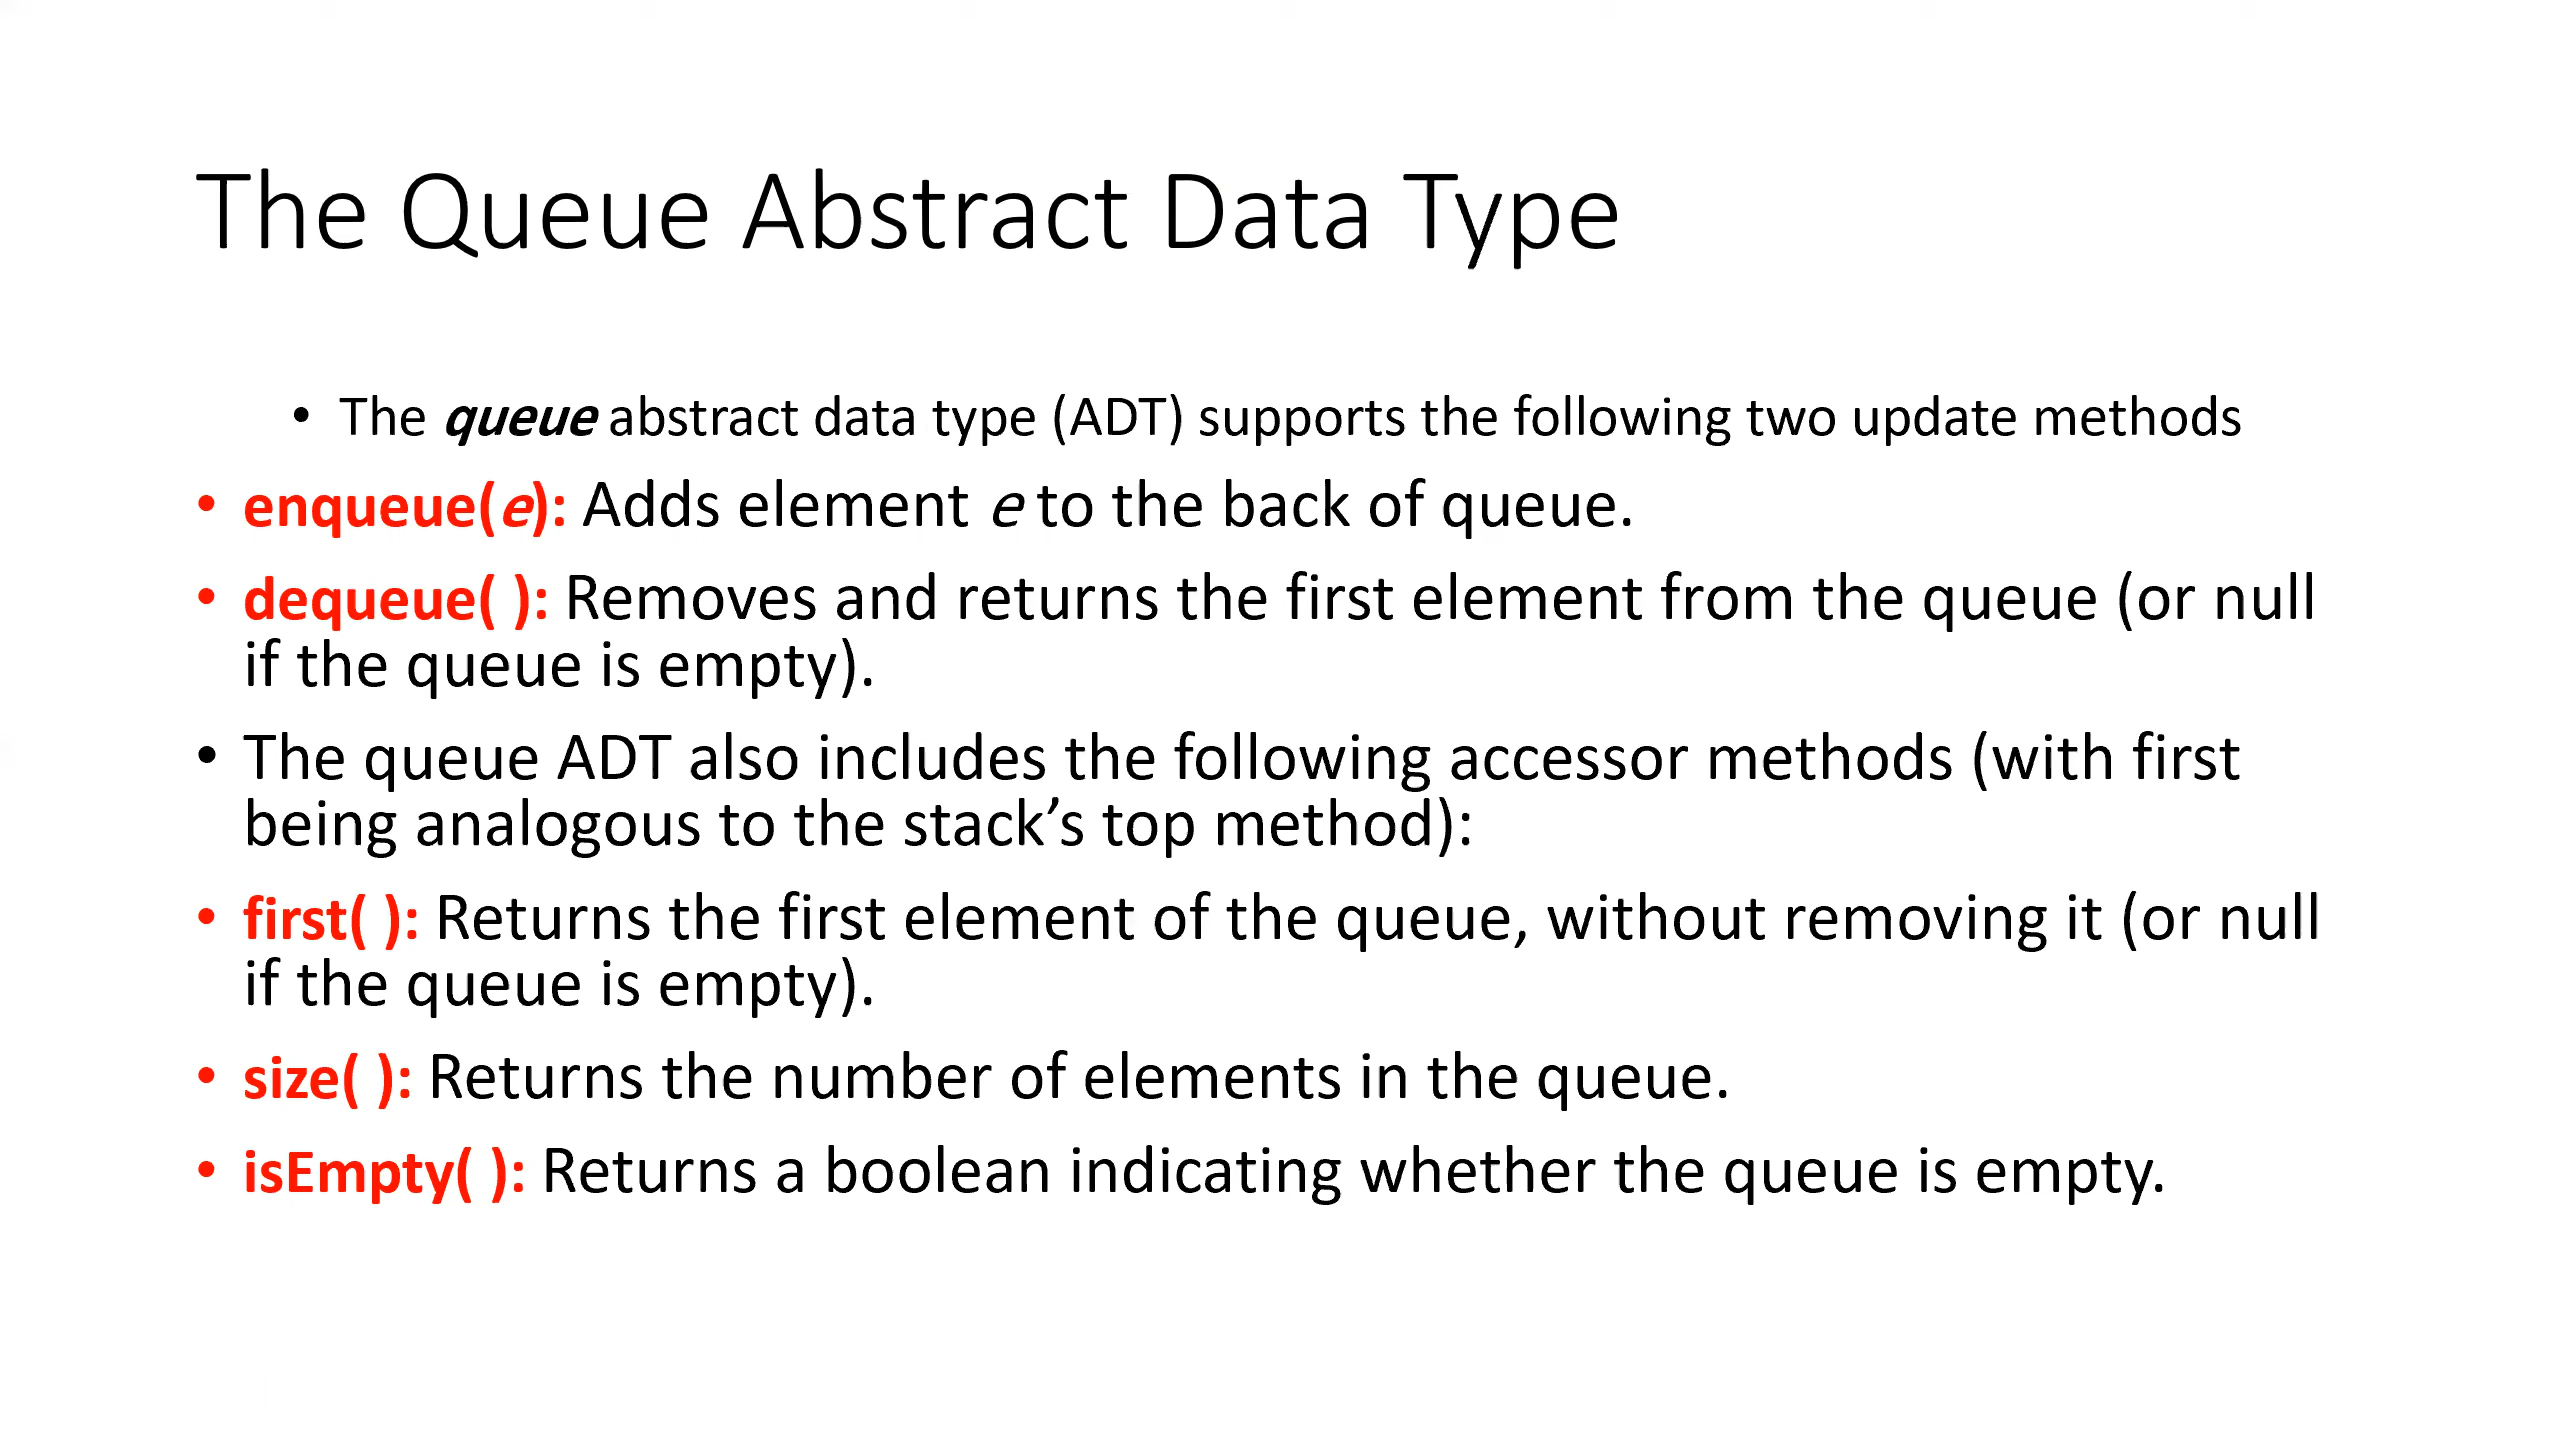 The Queue Abstract Data Type
• The queue abstract data type (ADT) supports the following two update methods
• enqueue(e): Adds element e to the back of queue.
• dequeue( ): Removes and returns the first element from the queue (or null
if the queue is empty).
• The queue ADT also includes the following accessor methods (with first
being analogous to the stack’s top method):
• first( ): Returns the first element of the queue, without removing it (or null
if the queue is empty).
• size( ): Returns the number of elements in the queue.
• isEmpty( ): Returns a boolean indicating whether the queue is empty.